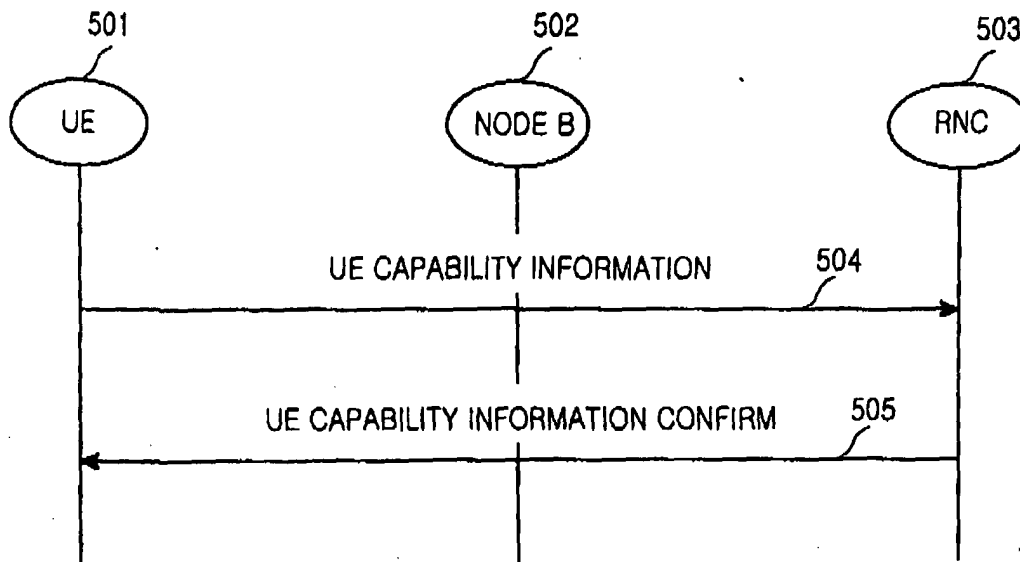 501
502
503
UE
NODE B
RNC
UE CAPABILITY INFORMATION
504
UE CAPABILITY INFORMATION CONFIRM
505